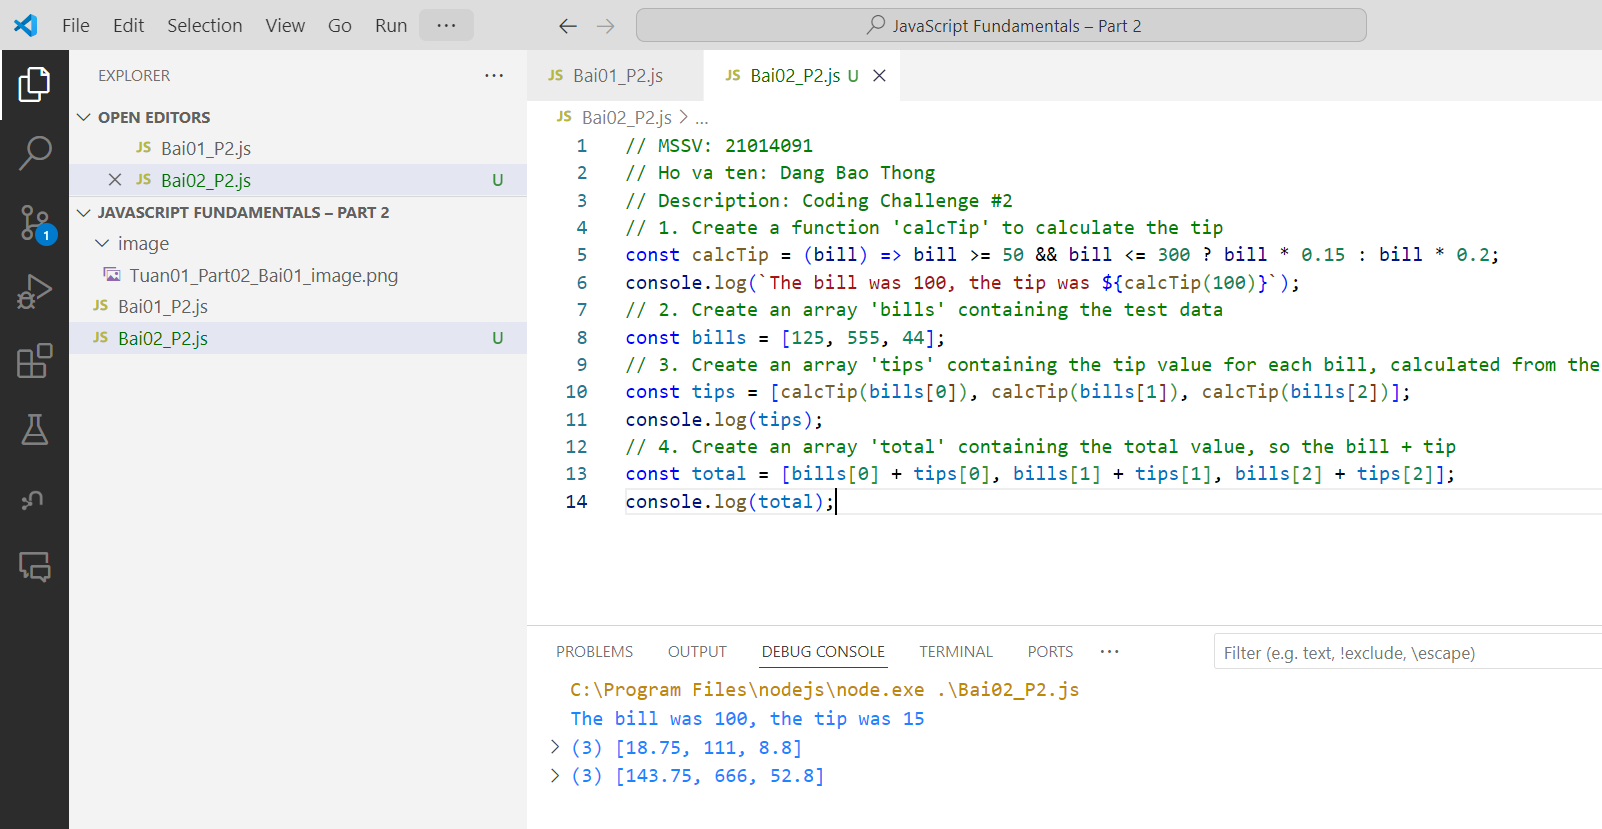 File Edit Selection View Go Run ··· ← → JavaScript Fundamentals – Part 2
EXPLORER ···
OPEN EDITORS
JS Bai01_P2.js
JS Bai02_P2.js U
JAVASCRIPT FUNDAMENTALS – PART 2
image
Tuan01_Part02_Bai01_image.png
JS Bai01_P2.js
JS Bai02_P2.js U
1
JS Bai01_P2.js JS Bai02_P2.js U
JS Bai02_P2.js > ...
1 // MSSV: 21014091
2 // Ho va ten: Dang Bao Thong
3 // Description: Coding Challenge #2
4 // 1. Create a function 'calcTip' to calculate the tip
5 const calcTip = (bill) => bill >= 50 && bill <= 300 ? bill * 0.15 : bill * 0.2;
6 console.log(`The bill was 100, the tip was ${calcTip(100)}`);
7 // 2. Create an array 'bills' containing the test data
8 const bills = [125, 555, 44];
9 // 3. Create an array 'tips' containing the tip value for each bill, calculated from the
10 const tips = [calcTip(bills[0]), calcTip(bills[1]), calcTip(bills[2])];
11 console.log(tips);
12 // 4. Create an array 'total' containing the total value, so the bill + tip
13 const total = [bills[0] + tips[0], bills[1] + tips[1], bills[2] + tips[2]];
14 console.log(total);
PROBLEMS OUTPUT DEBUG CONSOLE TERMINAL PORTS ··· Filter (e.g. text, !exclude, \escape)
C:\Program Files\nodejs\node.exe .\Bai02_P2.js
The bill was 100, the tip was 15
> (3) [18.75, 111, 8.8]
> (3) [143.75, 666, 52.8]